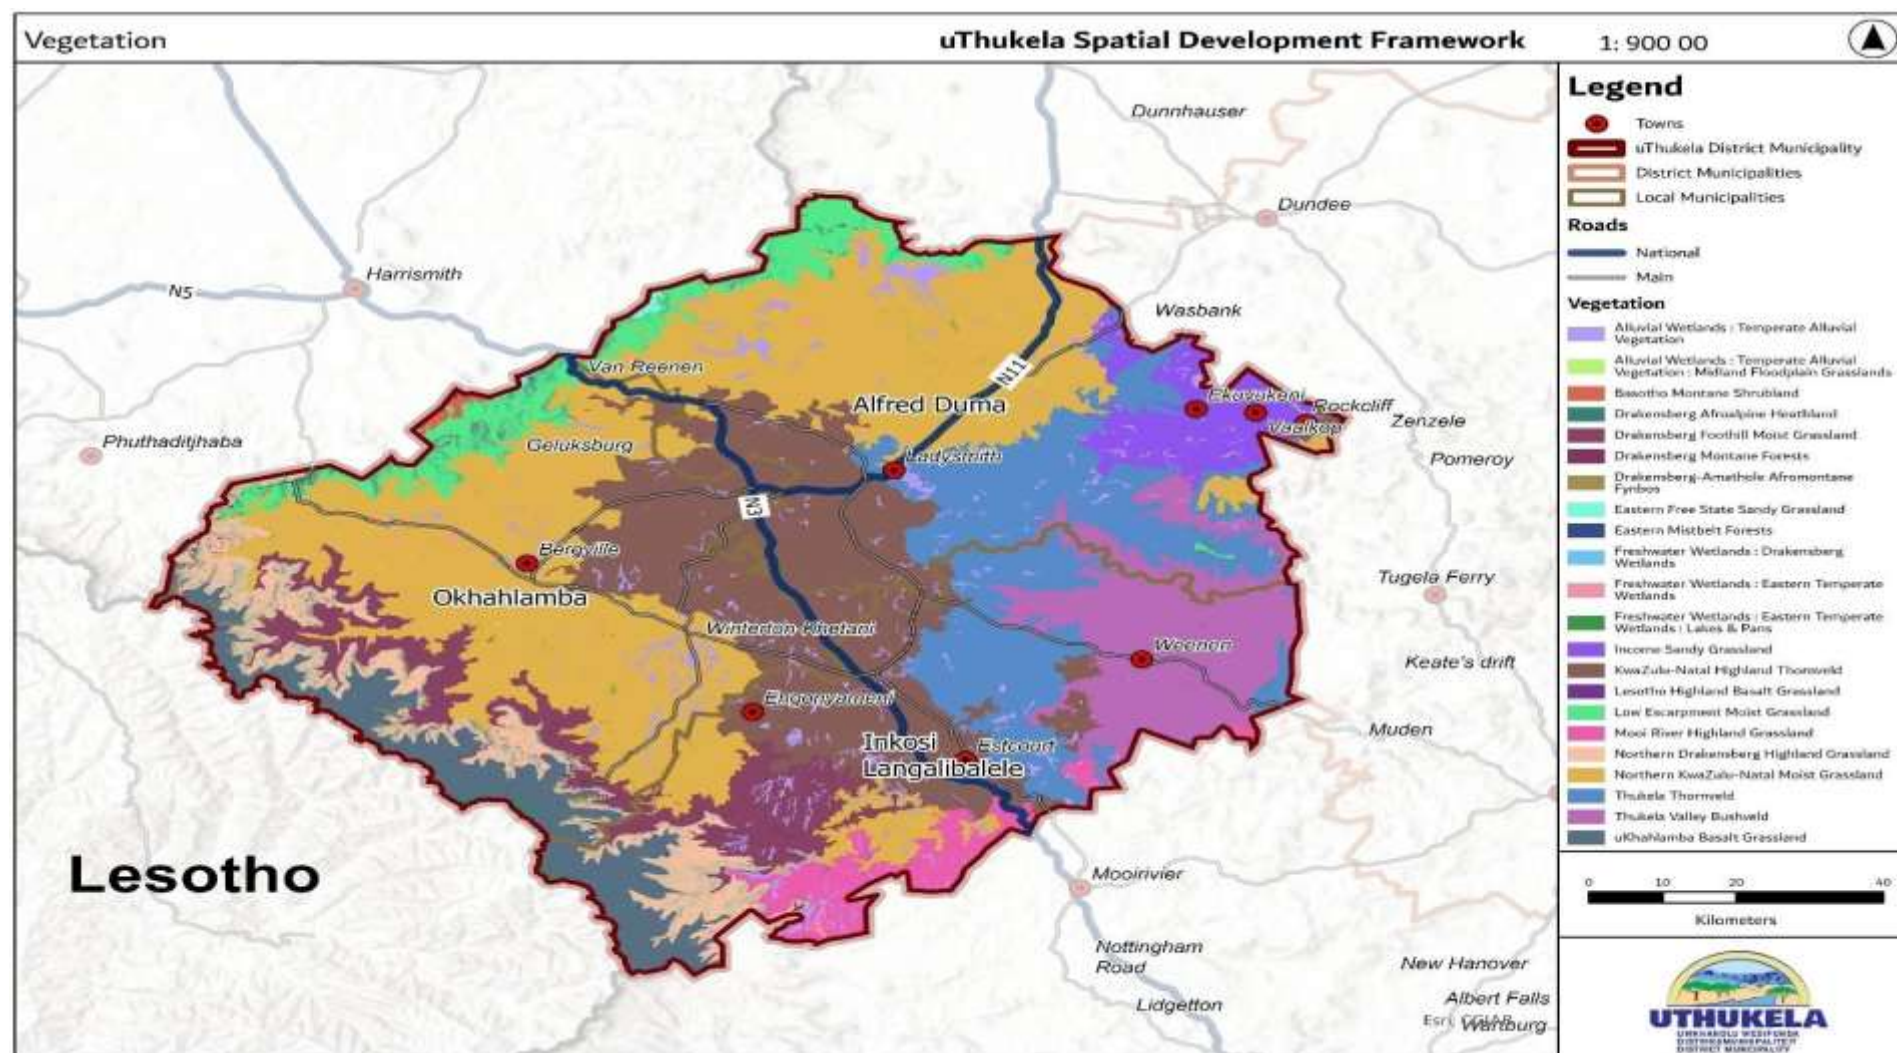 Vegetation
uThukela Spatial Development Framework
1: 900 00
Dunnhauser
Dundee
Harrismith
N5
Wasbank
Van Reenen
N11
Alfred Duma
Ekuvukeni
Rockcliff
Vaalkop
Zenzele
Phuthaditjhaba
Geluksburg
Ladysmith
Pomeroy
N3
Bergville
Okhahlamba
Tugela Ferry
Winterton-Khetani
Weenen
Keate's drift
Engonyameni
Muden
Inkosi
Langalibalele
Estcourt
Lesotho
Mooirivier
Nottingham
Road
Lidgetton
New Hanover
Albert Falls
Wartburg
Esri, CGIAR
Legend
Towns
uThukela District Municipality
District Municipalities
Local Municipalities
Roads
National
Main
Vegetation
Alluvial Wetlands : Temperate Alluvial
Vegetation
Alluvial Wetlands : Temperate Alluvial
Vegetation : Midland Floodplain Grasslands
Basotho Montane Shrubland
Drakensberg Afroalpine Heathland
Drakensberg Foothill Moist Grassland
Drakensberg Montane Forests
Drakensberg-Amathole Afromontane
Fynbos
Eastern Free State Sandy Grassland
Eastern Mistbelt Forests
Freshwater Wetlands : Drakensberg
Wetlands
Freshwater Wetlands : Eastern Temperate
Wetlands
Freshwater Wetlands : Eastern Temperate
Wetlands : Lakes & Pans
Income Sandy Grassland
KwaZulu-Natal Highland Thornveld
Lesotho Highland Basalt Grassland
Low Escarpment Moist Grassland
Mooi River Highland Grassland
Northern Drakensberg Highland Grassland
Northern KwaZulu-Natal Moist Grassland
Thukela Thornveld
Thukela Valley Bushveld
uKhahlamba Basalt Grassland
0 10 20 40
Kilometers
UTHUKELA
DISTRICT MUNICIPALITY